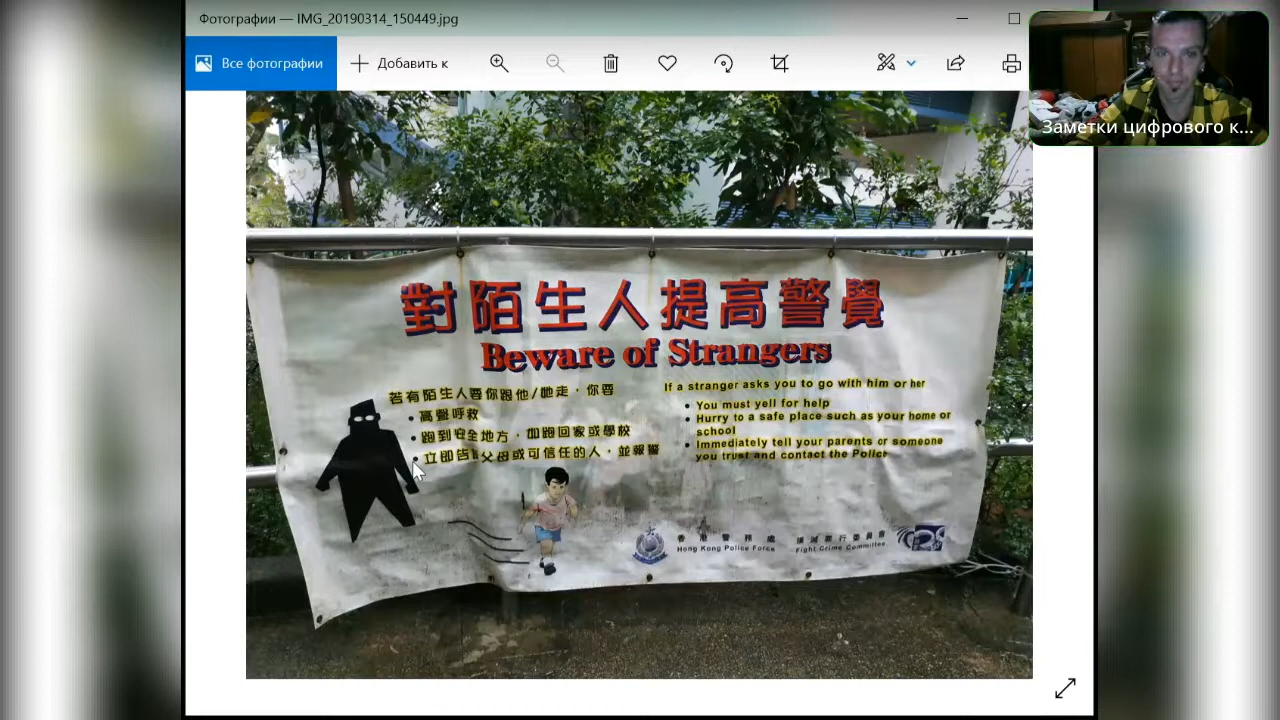 Фотографии — IMG_20190314_150449.jpg
Все фотографии
Добавить к
Заметки цифрового к...
對陌生人提高警覺
Beware of Strangers
若有陌生人要你跟他/她走，你要
• 高聲呼救
• 跑到安全地方，如跑回家或學校
• 立即告訴父母或可信任的人，並報警
If a stranger asks you to go with him or her
• You must yell for help
• Hurry to a safe place such as your home or
school
• Immediately tell your parents or someone
you trust and contact the Police
香港警務處
Hong Kong Police Force
撲滅罪行委員會
Fight Crime Committee